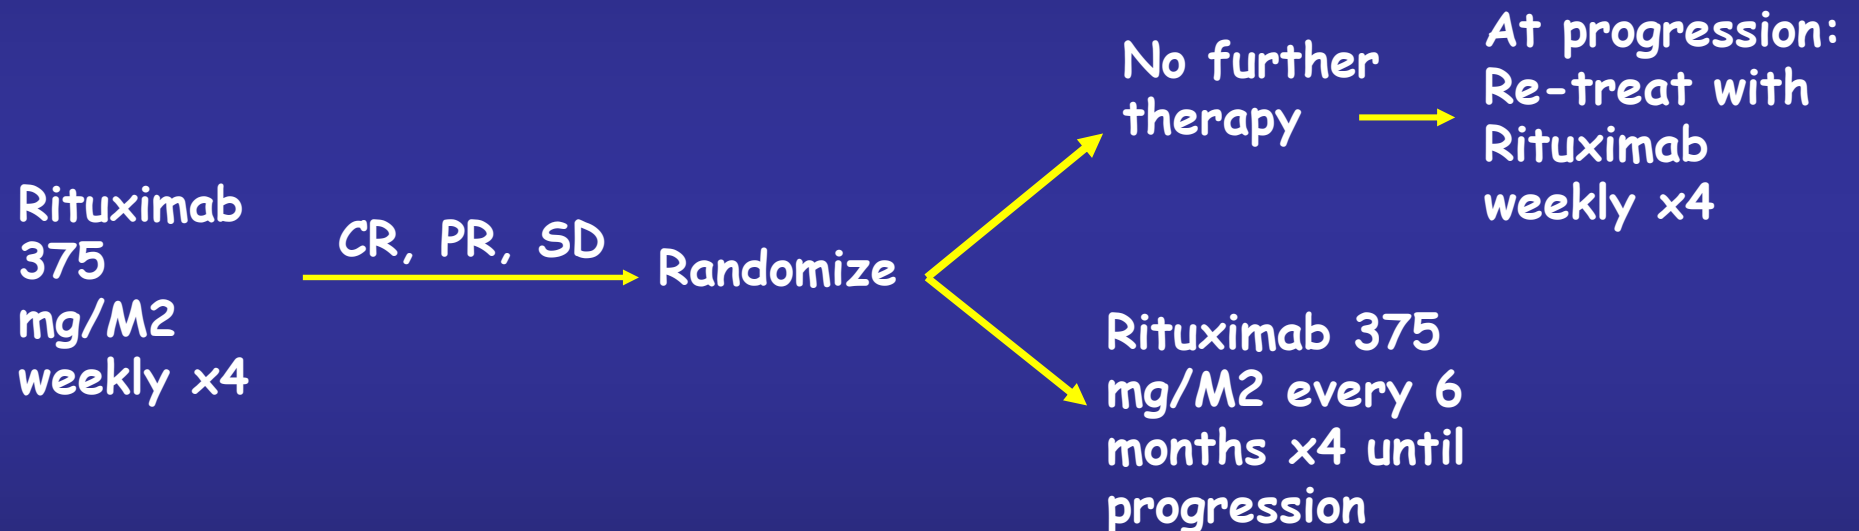 Rituximab
375
mg/M2
weekly x4
CR, PR, SD
Randomize
No further
therapy
At progression:
Re-treat with
Rituximab
weekly x4
Rituximab 375
mg/M2 every 6
months x4 until
progression